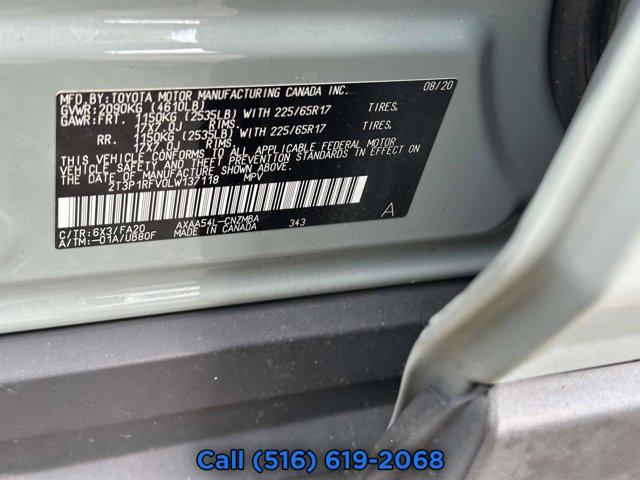 MFD.BY:TOYOTA MOTOR MANUFACTURING CANADA INC. 08/20
GVWR:2090KG (4610LB)
GAWR:FRT. 1150KG (2535LB) WITH 225/65R17 TIRES,
17X7.0J RIMS.
RR. 1150KG (2535LB) WITH 225/65R17 TIRES,
17X7.0J RIMS.
THIS VEHICLE CONFORMS TO ALL APPLICABLE FEDERAL MOTOR
VEHICLE SAFETY AND THEFT PREVENTION STANDARDS IN
EFFECT ON THE DATE OF MANUFACTURE SHOWN ABOVE.
2T3P1RFV0LW137118 MPV
C/TR:6X3/FA20 AXAA54L-CNZMBA 343 A
A/TM:-01A/UB80F MADE IN CANADA
Call (516) 619-2068